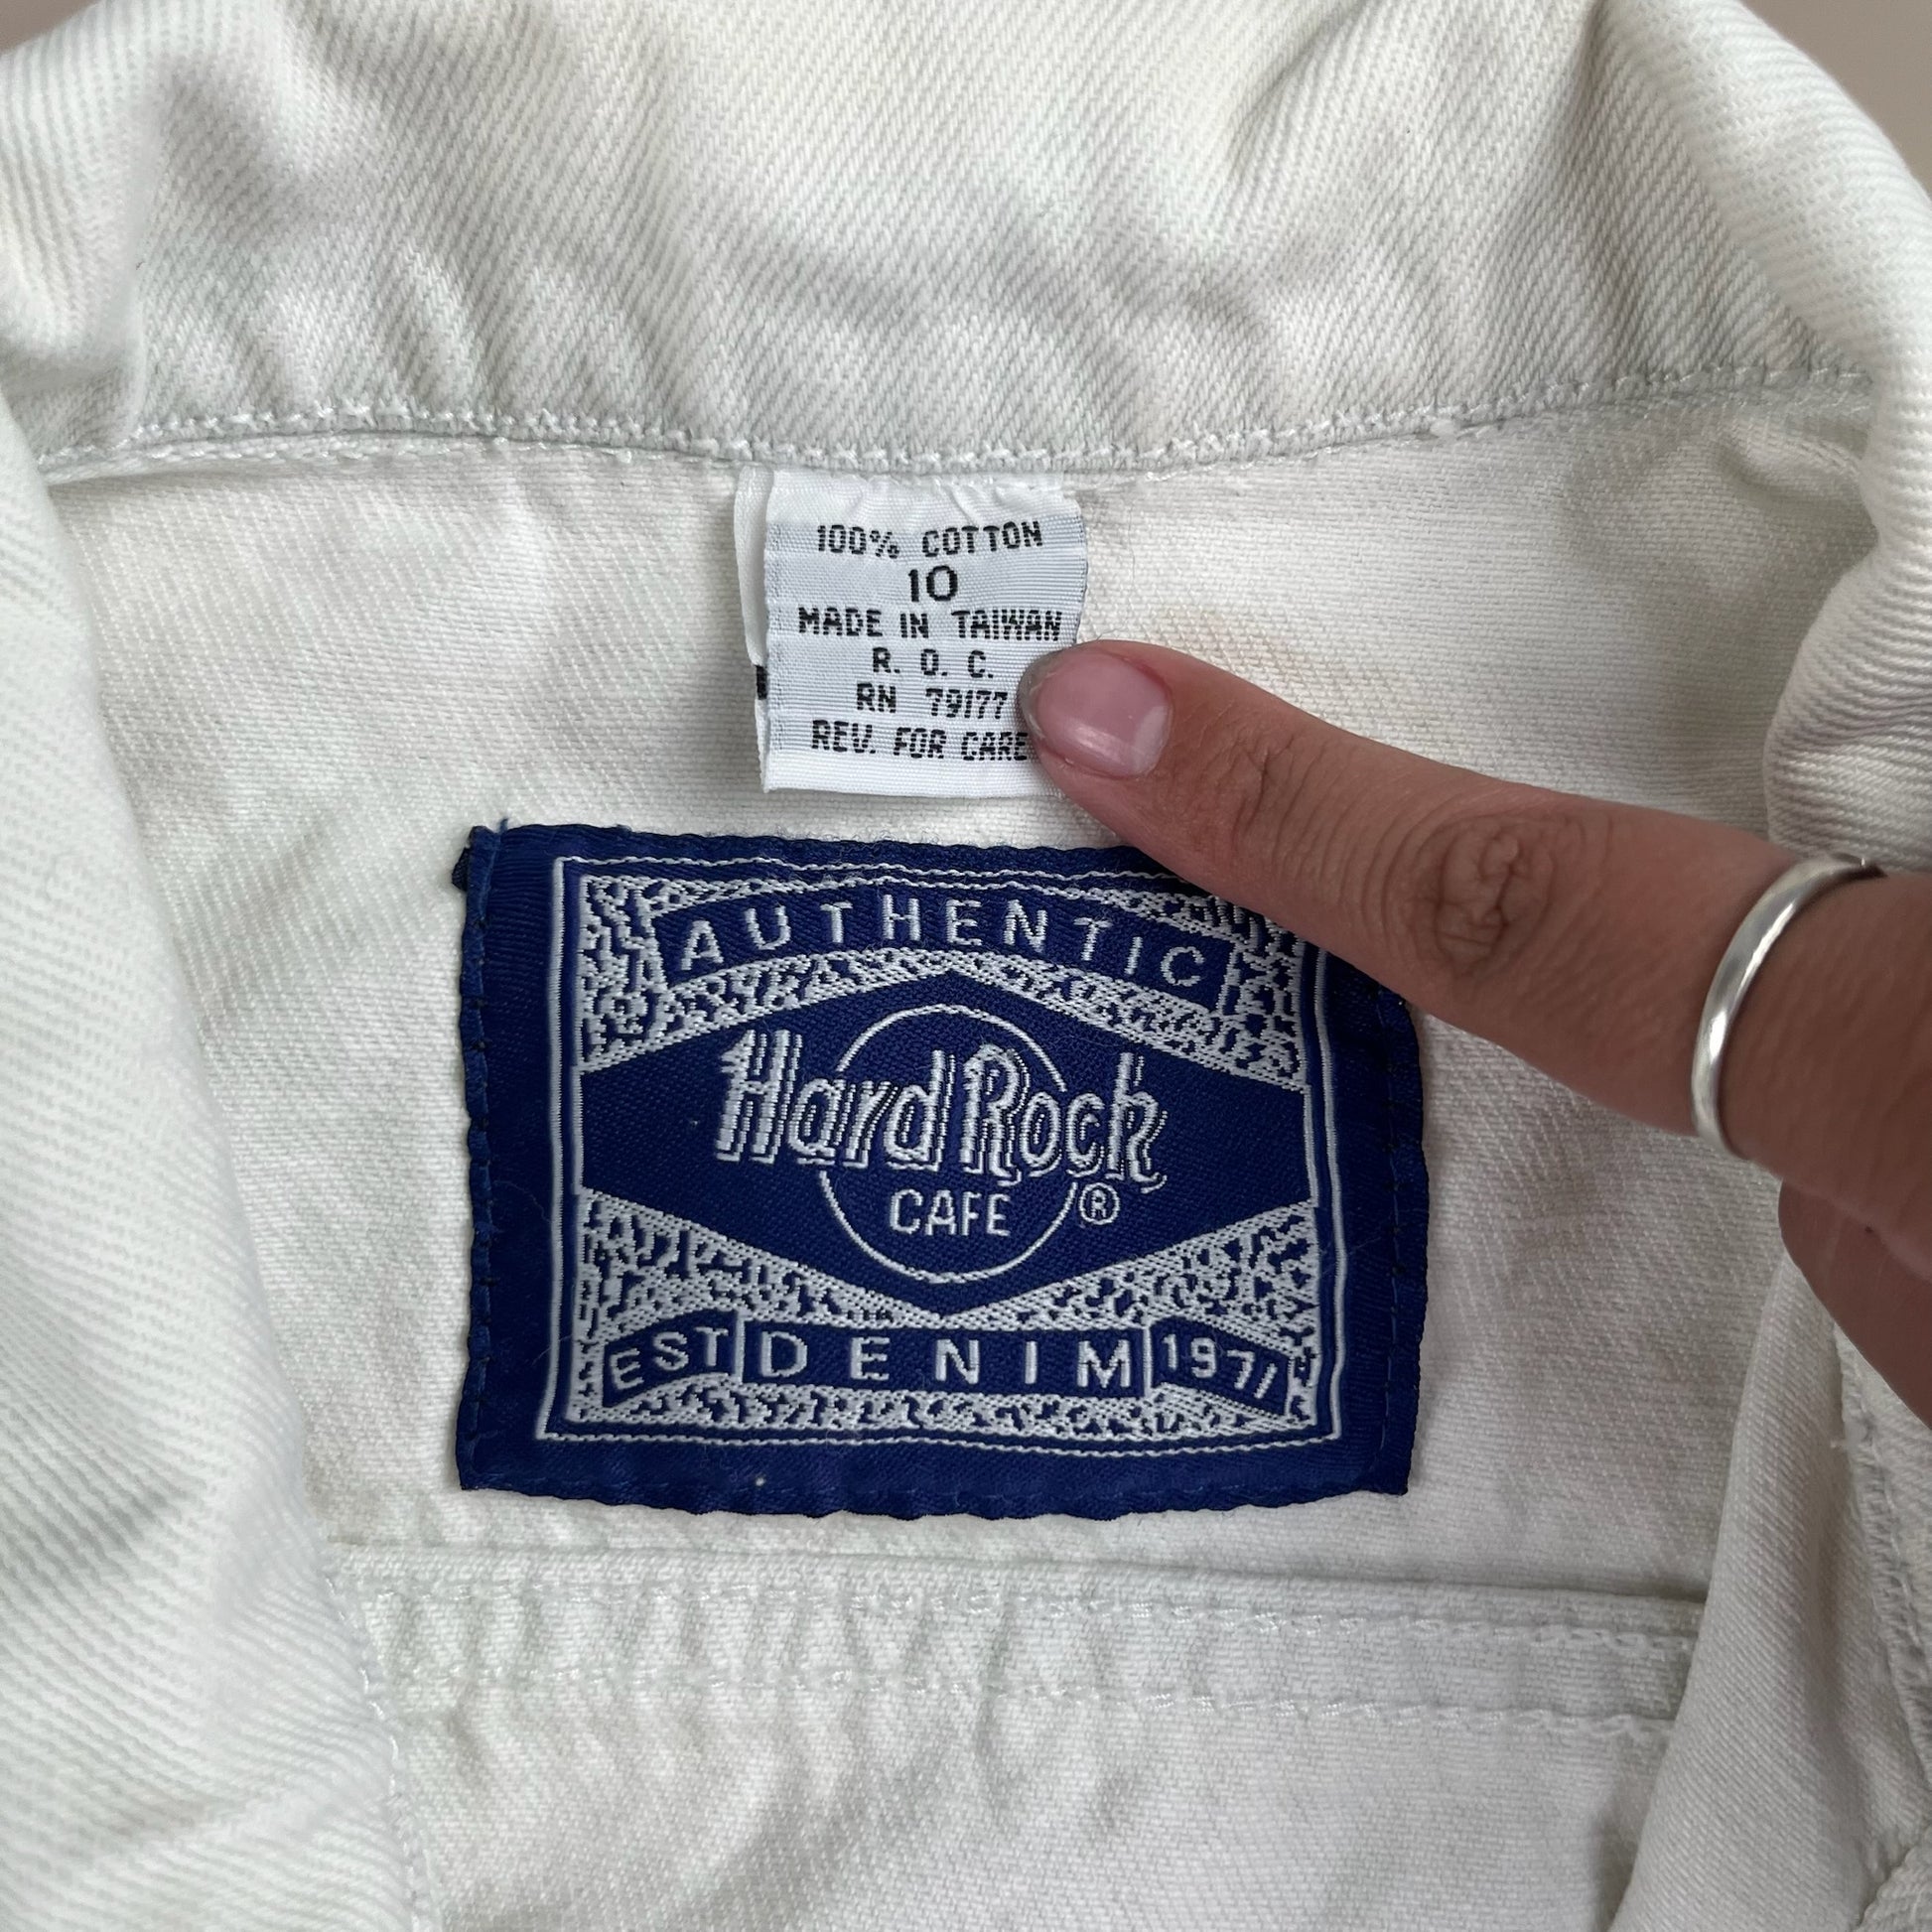 100% COTTON
10
MADE IN TAIWAN
R. O. C.
RN 79177
REV. FOR CARE
AUTHENTIC
Hard Rock
CAFE ®
EST DENIM 1971